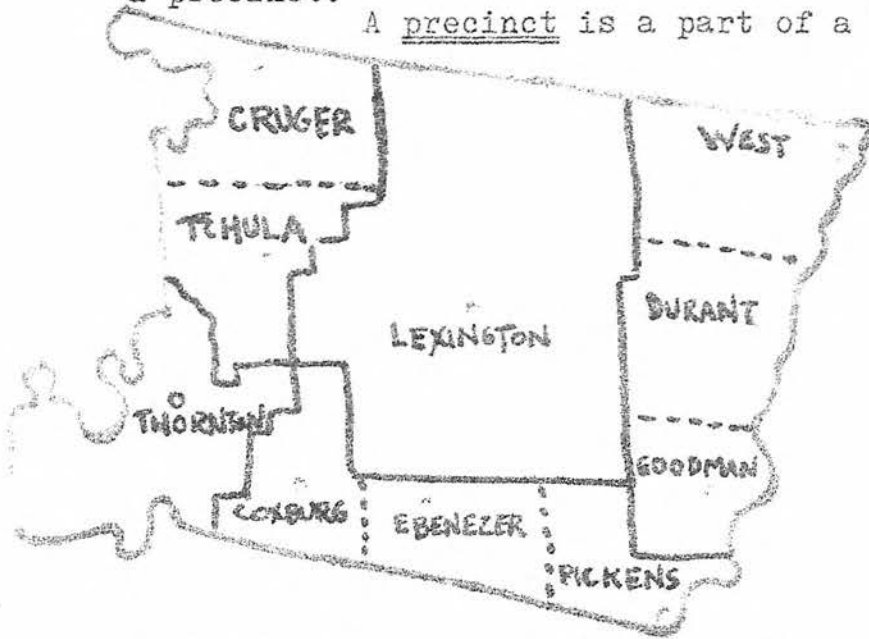 a precinct.
A precinct is a part of a
CRUGER
WEST
TCHULA
DURANT
LEXINGTON
THORNTON
GOODMAN
COXBURG
EBENEZER
PICKENS